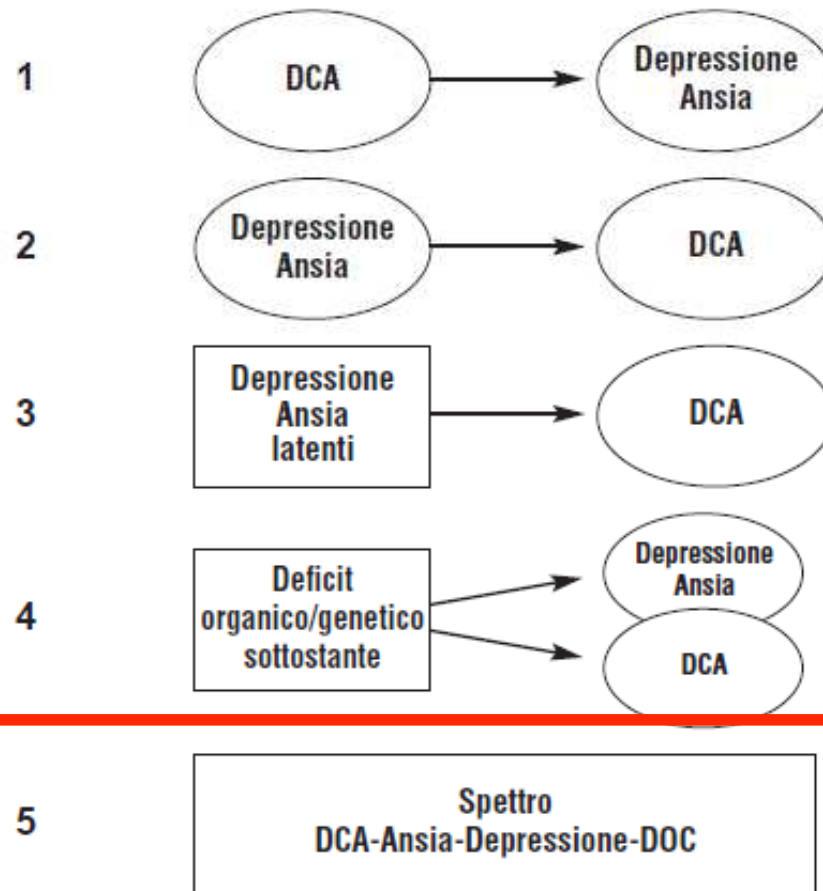 1
DCA
Depressione
Ansia
2
Depressione
Ansia
DCA
3
Depressione
Ansia
latenti
DCA
4
Deficit
organico/genetico
sottostante
Depressione
Ansia
DCA
5
Spettro
DCA-Ansia-Depressione-DOC